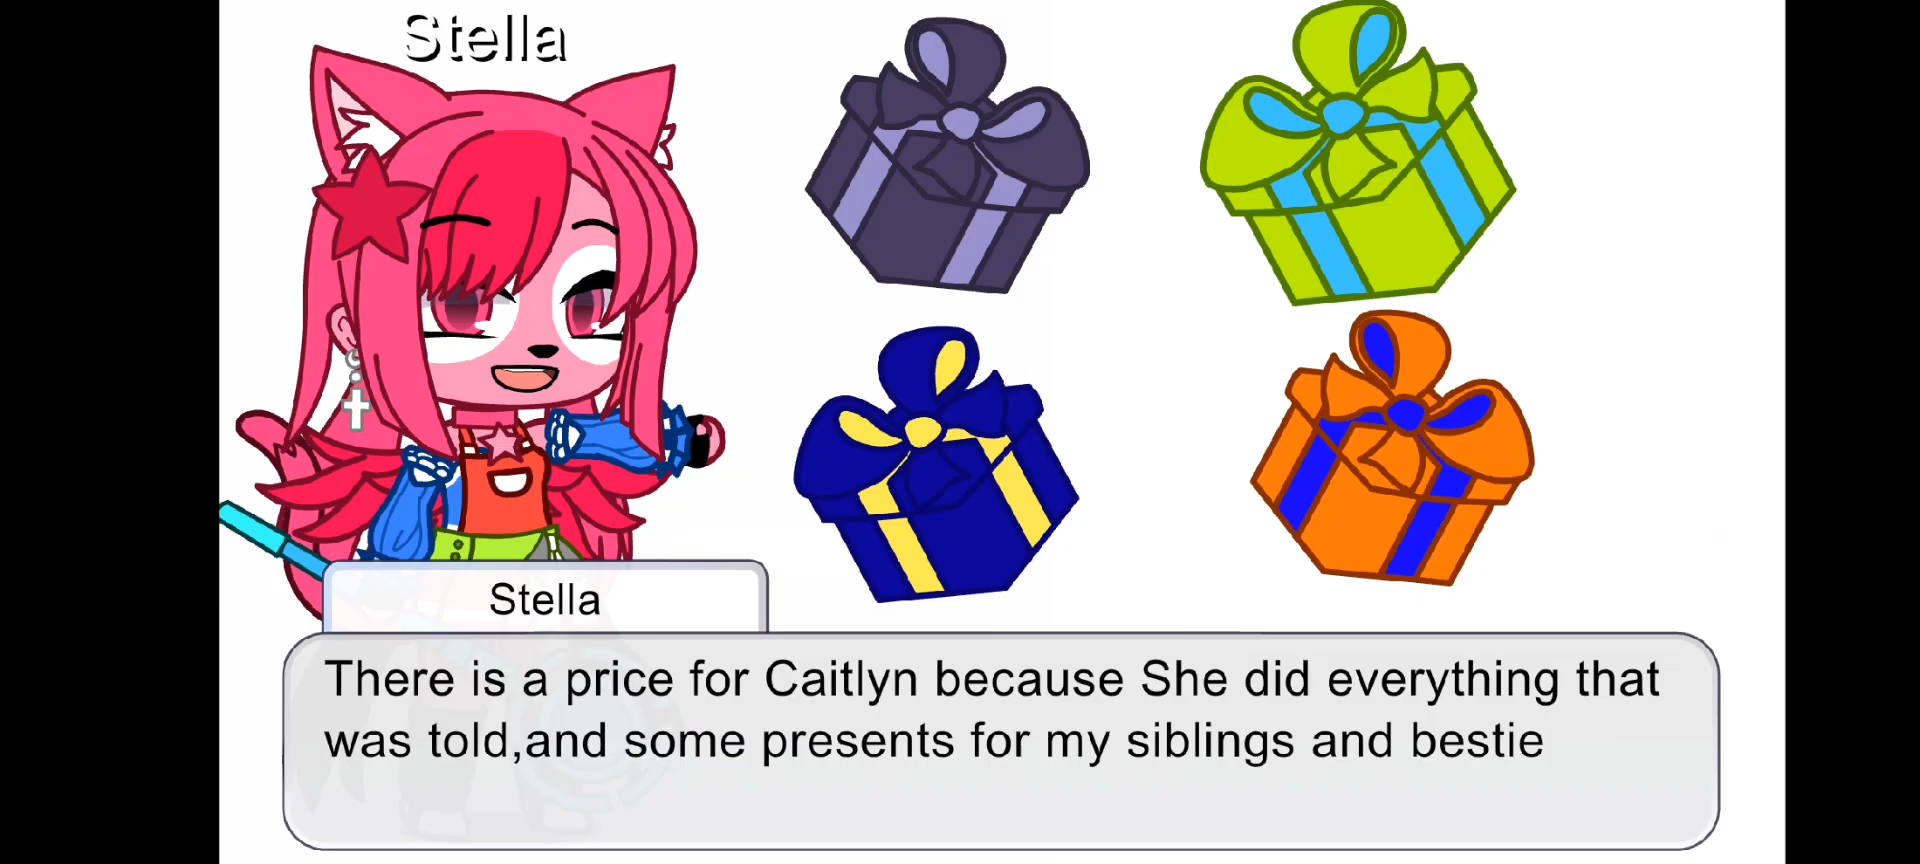 Stella
Stella
There is a price for Caitlyn because She did everything that
was told,and some presents for my siblings and bestie